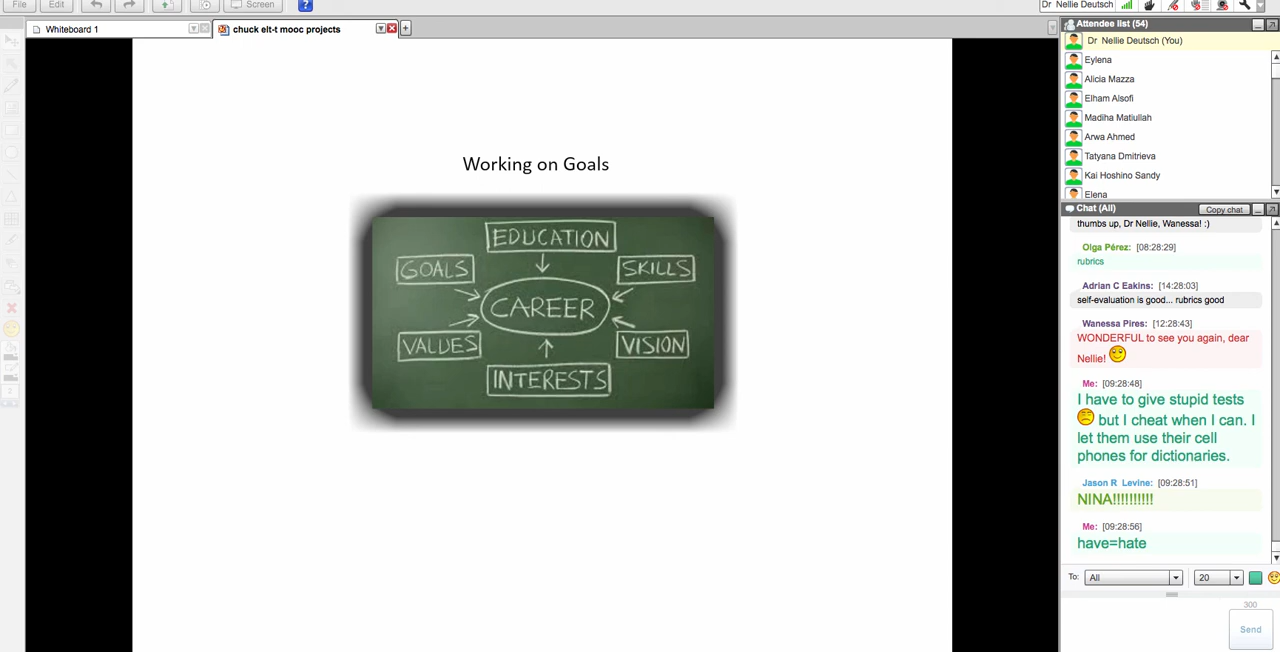 File Edit Screen ?
Dr Nellie Deutsch
Whiteboard 1
chuck elt-t mooc projects
Working on Goals
EDUCATION
GOALS
SKILLS
CAREER
VALUES
VISION
INTERESTS
Attendee list (54)
Dr Nellie Deutsch (You)
Eylena
Alicia Mazza
Elham Alsofi
Madiha Matiullah
Arwa Ahmed
Tatyana Dmitrieva
Kai Hoshino Sandy
Elena
Chat (All)
Copy chat
thumbs up, Dr Nellie, Wanessa! :)
Olga Pérez: [08:28:29]
rubrics
Adrian C Eakins: [14:28:03]
self-evaluation is good... rubrics good
Wanessa Pires: [12:28:43]
WONDERFUL to see you again, dear
Nellie!
Me: [09:28:48]
I have to give stupid tests
but I cheat when I can. I
let them use their cell
phones for dictionaries.
Jason R Levine: [09:28:51]
NINA!!!!!!!!!!
Me: [09:28:56]
have=hate
To: All 20
300
Send